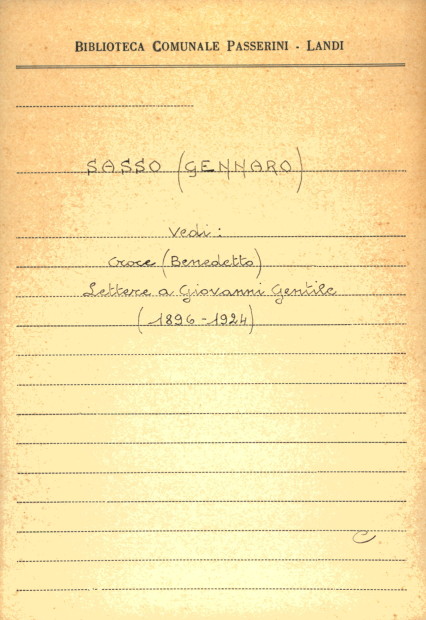 BIBLIOTECA COMUNALE PASSERINI - LANDI
SASSO (GENNARO)
Vedi:
Croce (Benedetto)
Lettere a Giovanni Gentile
(1896-1924)
C